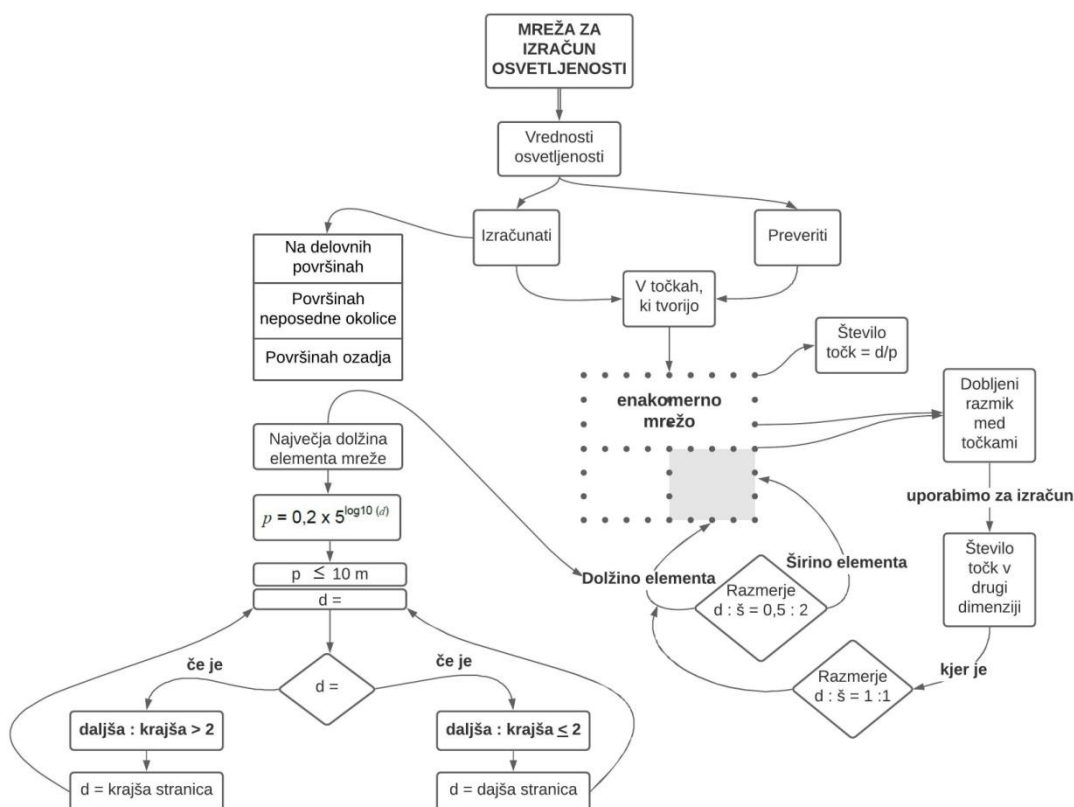 MREŽA ZA
IZRAČUN
OSVETLJENOSTI
Vrednosti
osvetljenosti
Izračunati
Preveriti
Na delovnih
površinah
Površinah
neposedne okolice
Površinah ozadja
V točkah,
ki tvorijo
Število
točk = d/p
enakomerno
mrežo
Dobljeni
razmik
med
točkami
Največja dolžina
elementa mreže
uporabimo za izračun
p = 0,2 x 5^log10 (d)
Število
točk v
drugi
dimenziji
p ≤ 10 m
d =
Dolžino elementa
Širino elementa
Razmerje
d : š = 0,5 : 2
kjer je
Razmerje
d : š = 1 :1
d =
če je
če je
daljša : krajša > 2
daljša : krajša ≤ 2
d = krajša stranica
d = dajša stranica